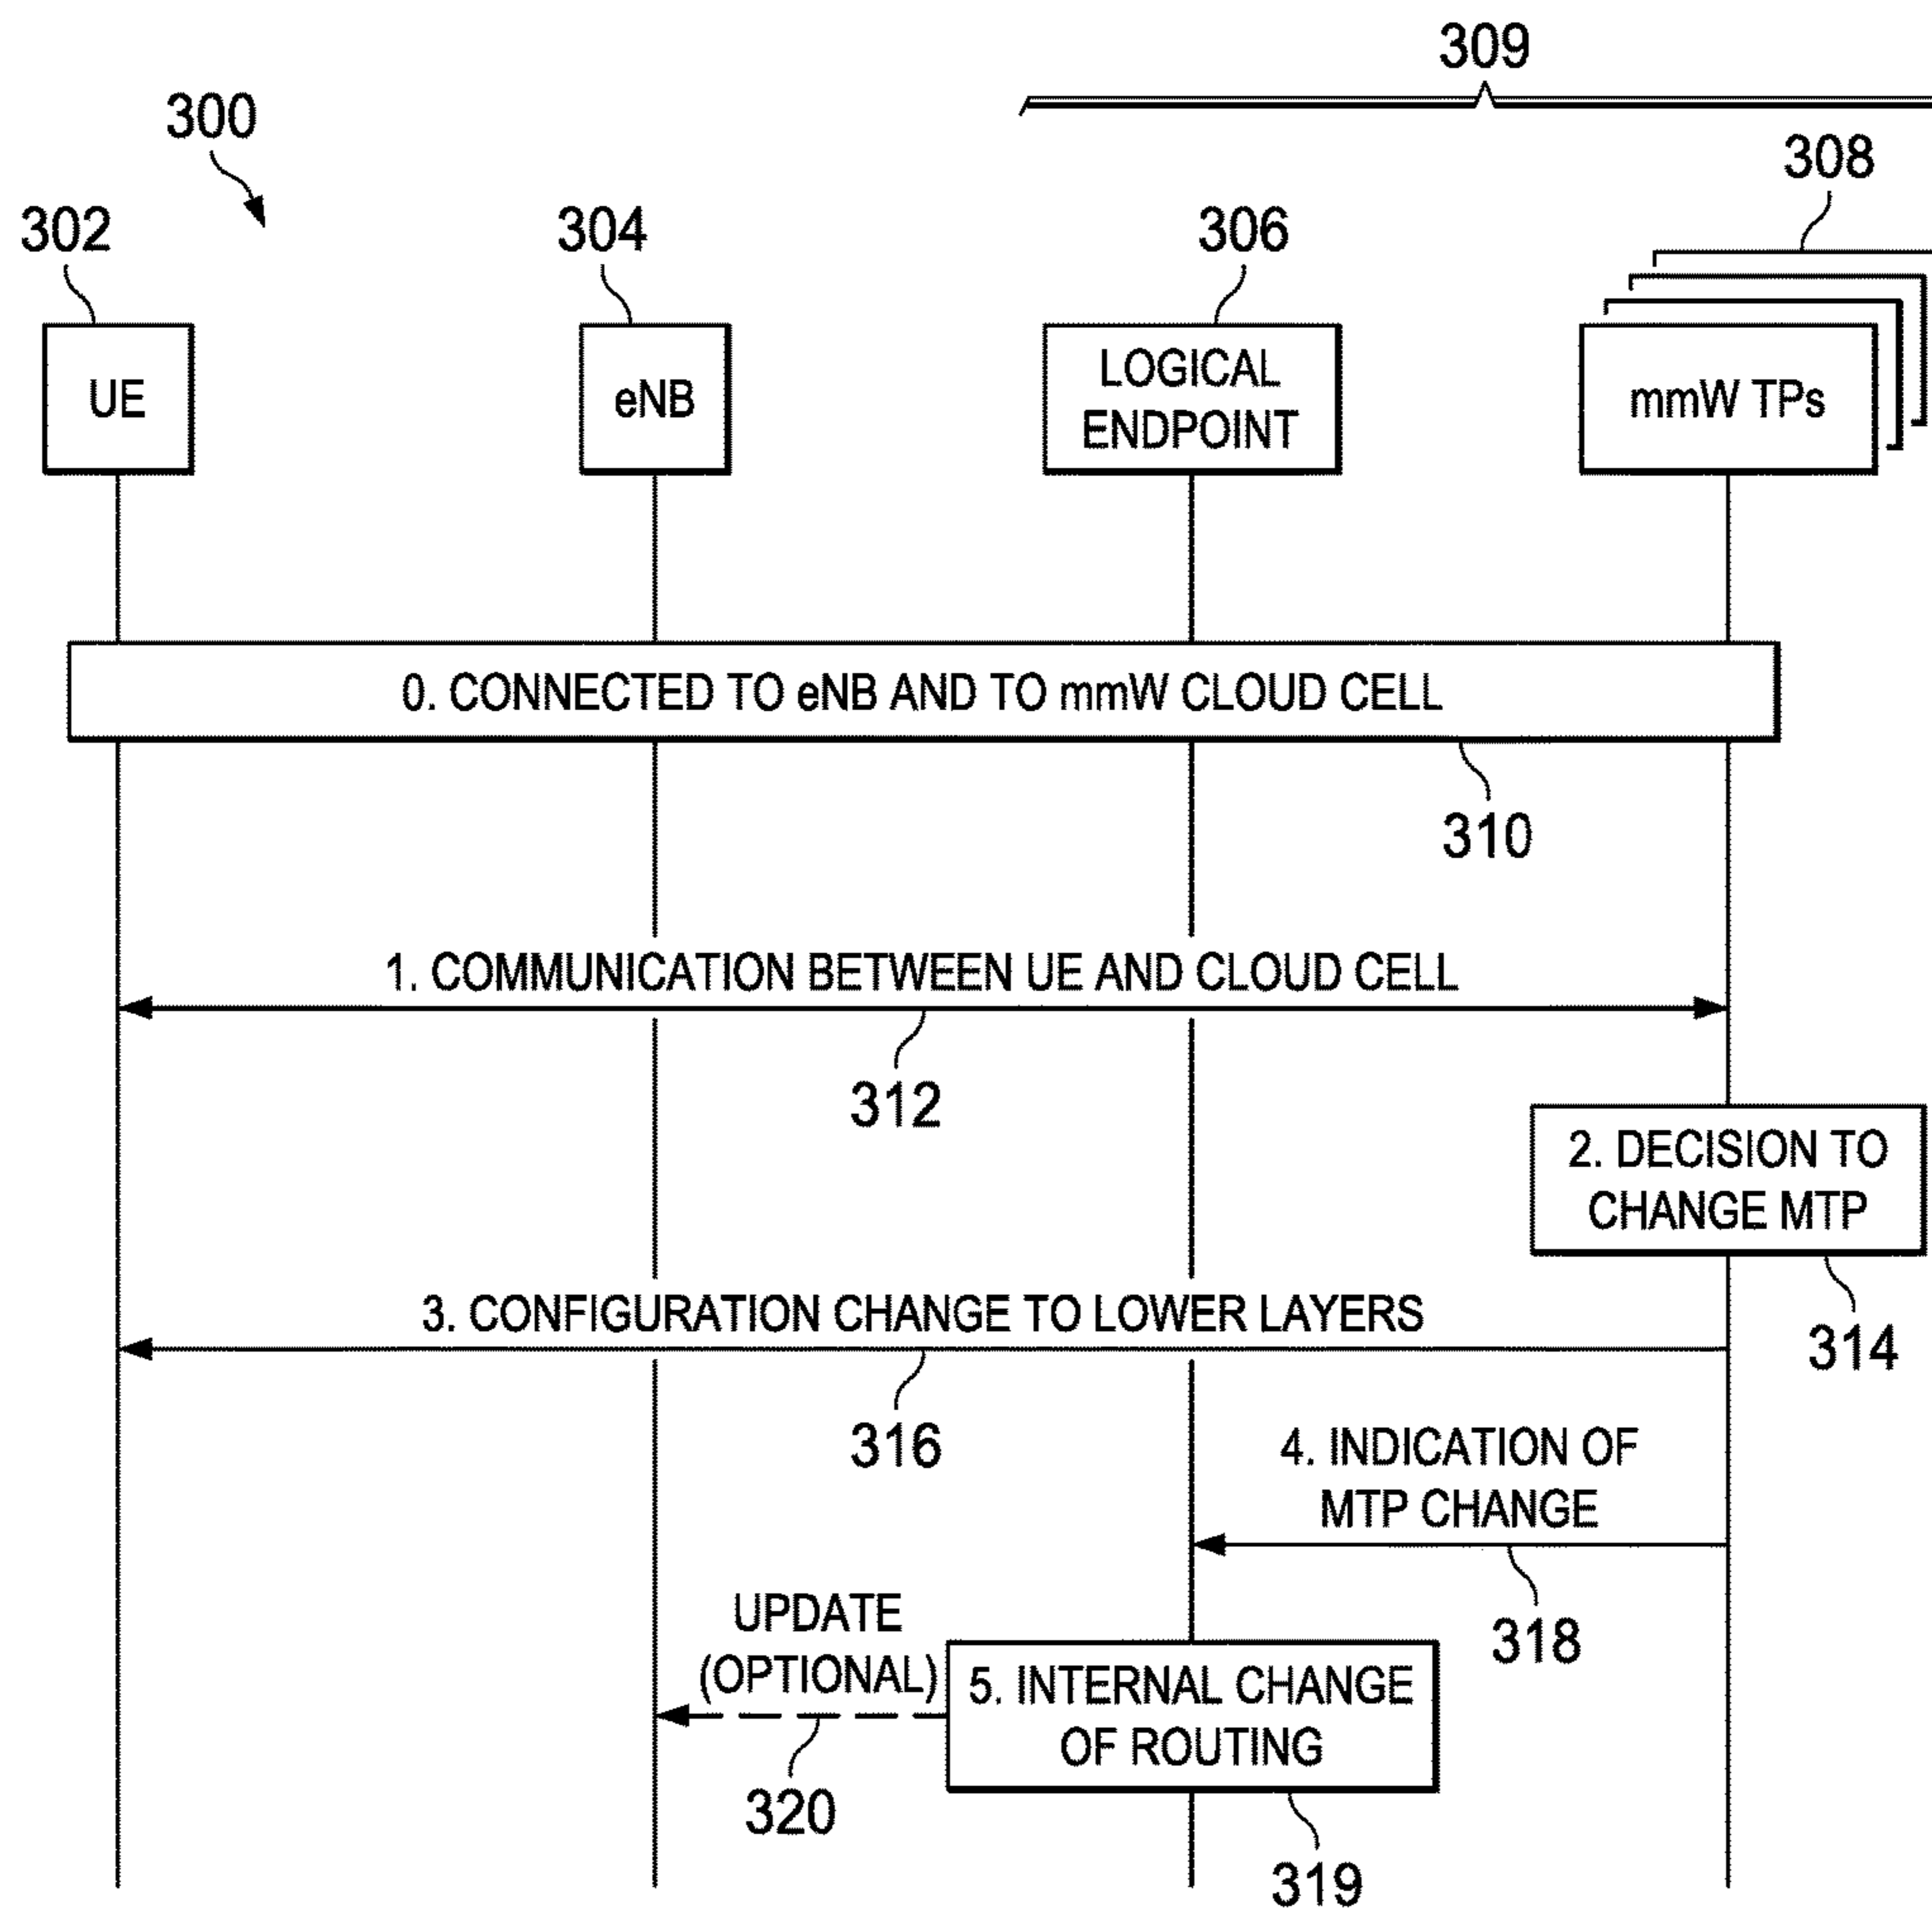 309
300
308
302
304
306
UE
eNB
LOGICAL
ENDPOINT
mmW TPs
0. CONNECTED TO eNB AND TO mmW CLOUD CELL
310
1. COMMUNICATION BETWEEN UE AND CLOUD CELL
312
2. DECISION TO
CHANGE MTP
314
3. CONFIGURATION CHANGE TO LOWER LAYERS
316
4. INDICATION OF
MTP CHANGE
318
UPDATE
(OPTIONAL)
320
5. INTERNAL CHANGE
OF ROUTING
319